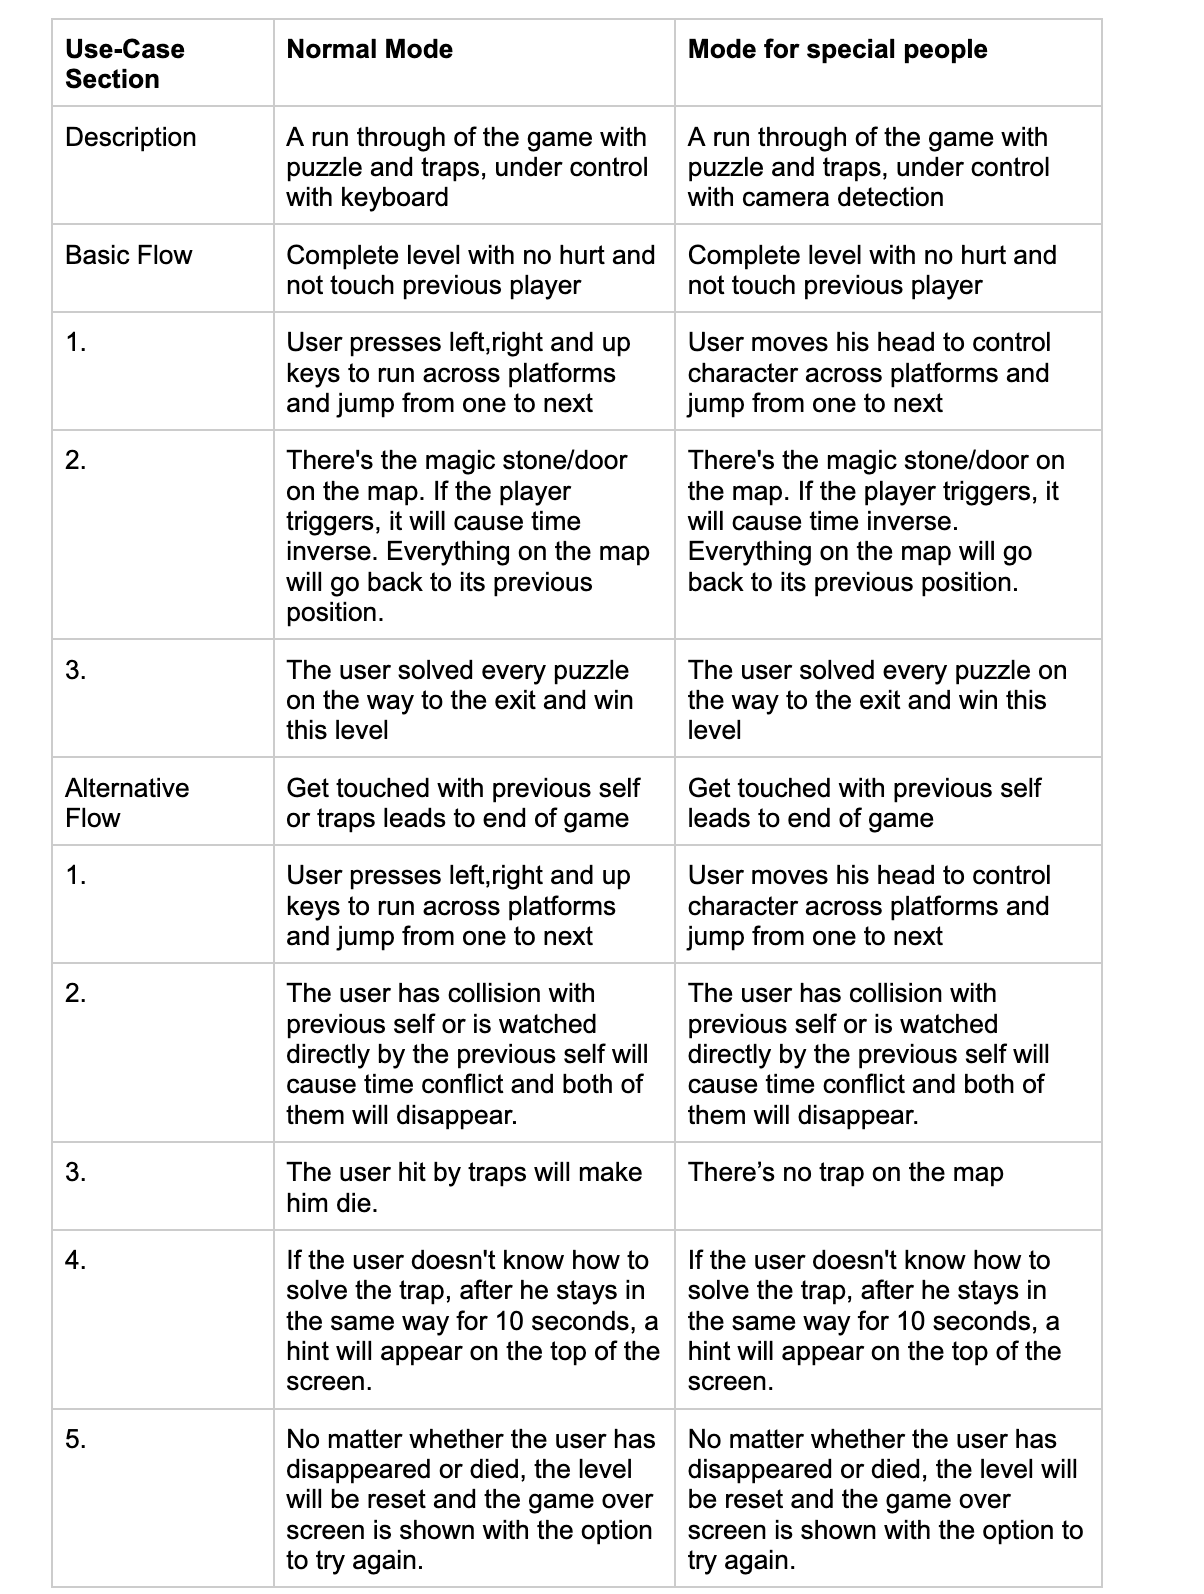 Use-Case
Section
Normal Mode
Mode for special people
Description
A run through of the game with
puzzle and traps, under control
with keyboard
A run through of the game with
puzzle and traps, under control
with camera detection
Basic Flow
Complete level with no hurt and
not touch previous player
Complete level with no hurt and
not touch previous player
1.
User presses left,right and up
keys to run across platforms
and jump from one to next
User moves his head to control
character across platforms and
jump from one to next
2.
There's the magic stone/door
on the map. If the player
triggers, it will cause time
inverse. Everything on the map
will go back to its previous
position.
There's the magic stone/door on
the map. If the player triggers, it
will cause time inverse.
Everything on the map will go
back to its previous position.
3.
The user solved every puzzle
on the way to the exit and win
this level
The user solved every puzzle on
the way to the exit and win this
level
Alternative
Flow
Get touched with previous self
or traps leads to end of game
Get touched with previous self
leads to end of game
1.
User presses left,right and up
keys to run across platforms
and jump from one to next
User moves his head to control
character across platforms and
jump from one to next
2.
The user has collision with
previous self or is watched
directly by the previous self will
cause time conflict and both of
them will disappear.
The user has collision with
previous self or is watched
directly by the previous self will
cause time conflict and both of
them will disappear.
3.
The user hit by traps will make
him die.
There’s no trap on the map
4.
If the user doesn't know how to
solve the trap, after he stays in
the same way for 10 seconds, a
hint will appear on the top of the
screen.
If the user doesn't know how to
solve the trap, after he stays in
the same way for 10 seconds, a
hint will appear on the top of the
screen.
5.
No matter whether the user has
disappeared or died, the level
will be reset and the game over
screen is shown with the option
to try again.
No matter whether the user has
disappeared or died, the level will
be reset and the game over
screen is shown with the option to
try again.